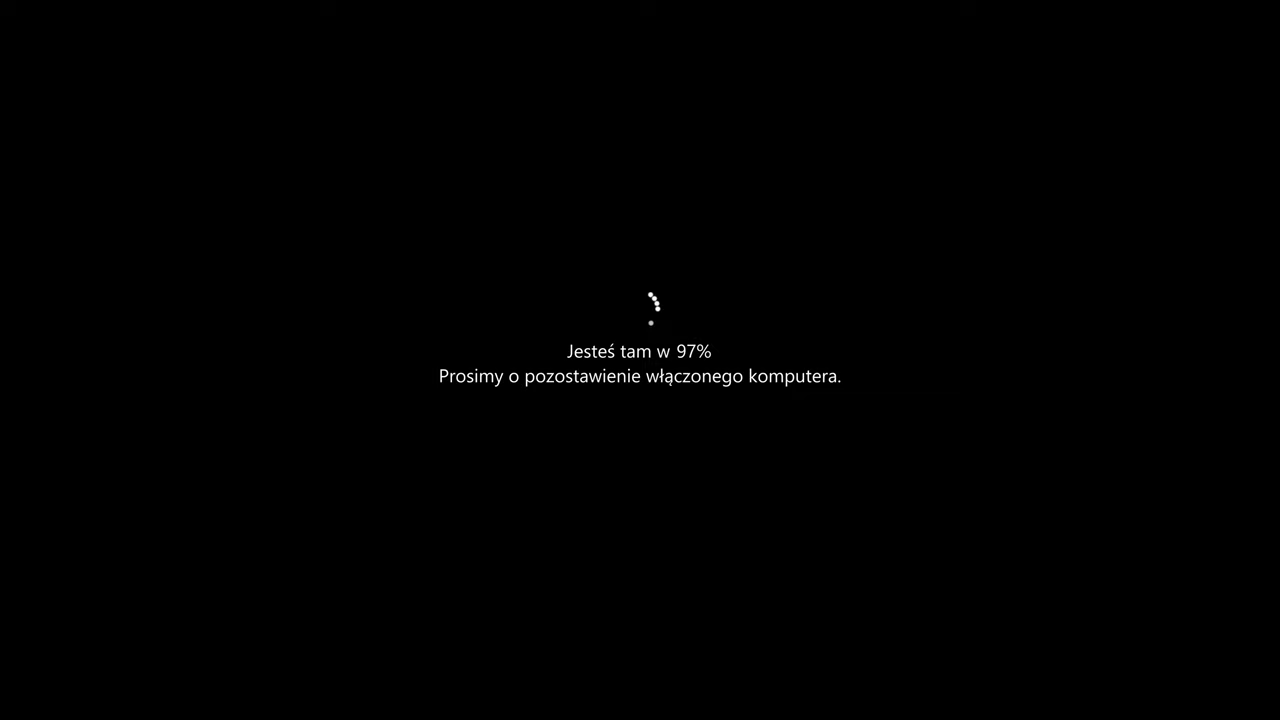 Jesteś tam w 97%
Prosimy o pozostawienie włączonego komputera.